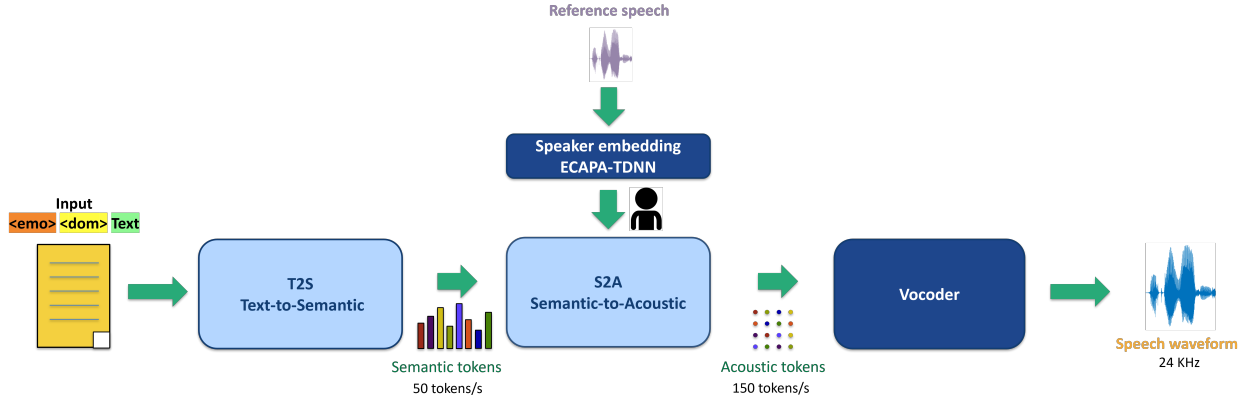 Reference speech
Speaker embedding
ECAPA-TDNN
Input
<emo> <dom> Text
T2S
Text-to-Semantic
S2A
Semantic-to-Acoustic
Vocoder
Semantic tokens
50 tokens/s
Acoustic tokens
150 tokens/s
Speech waveform
24 KHz